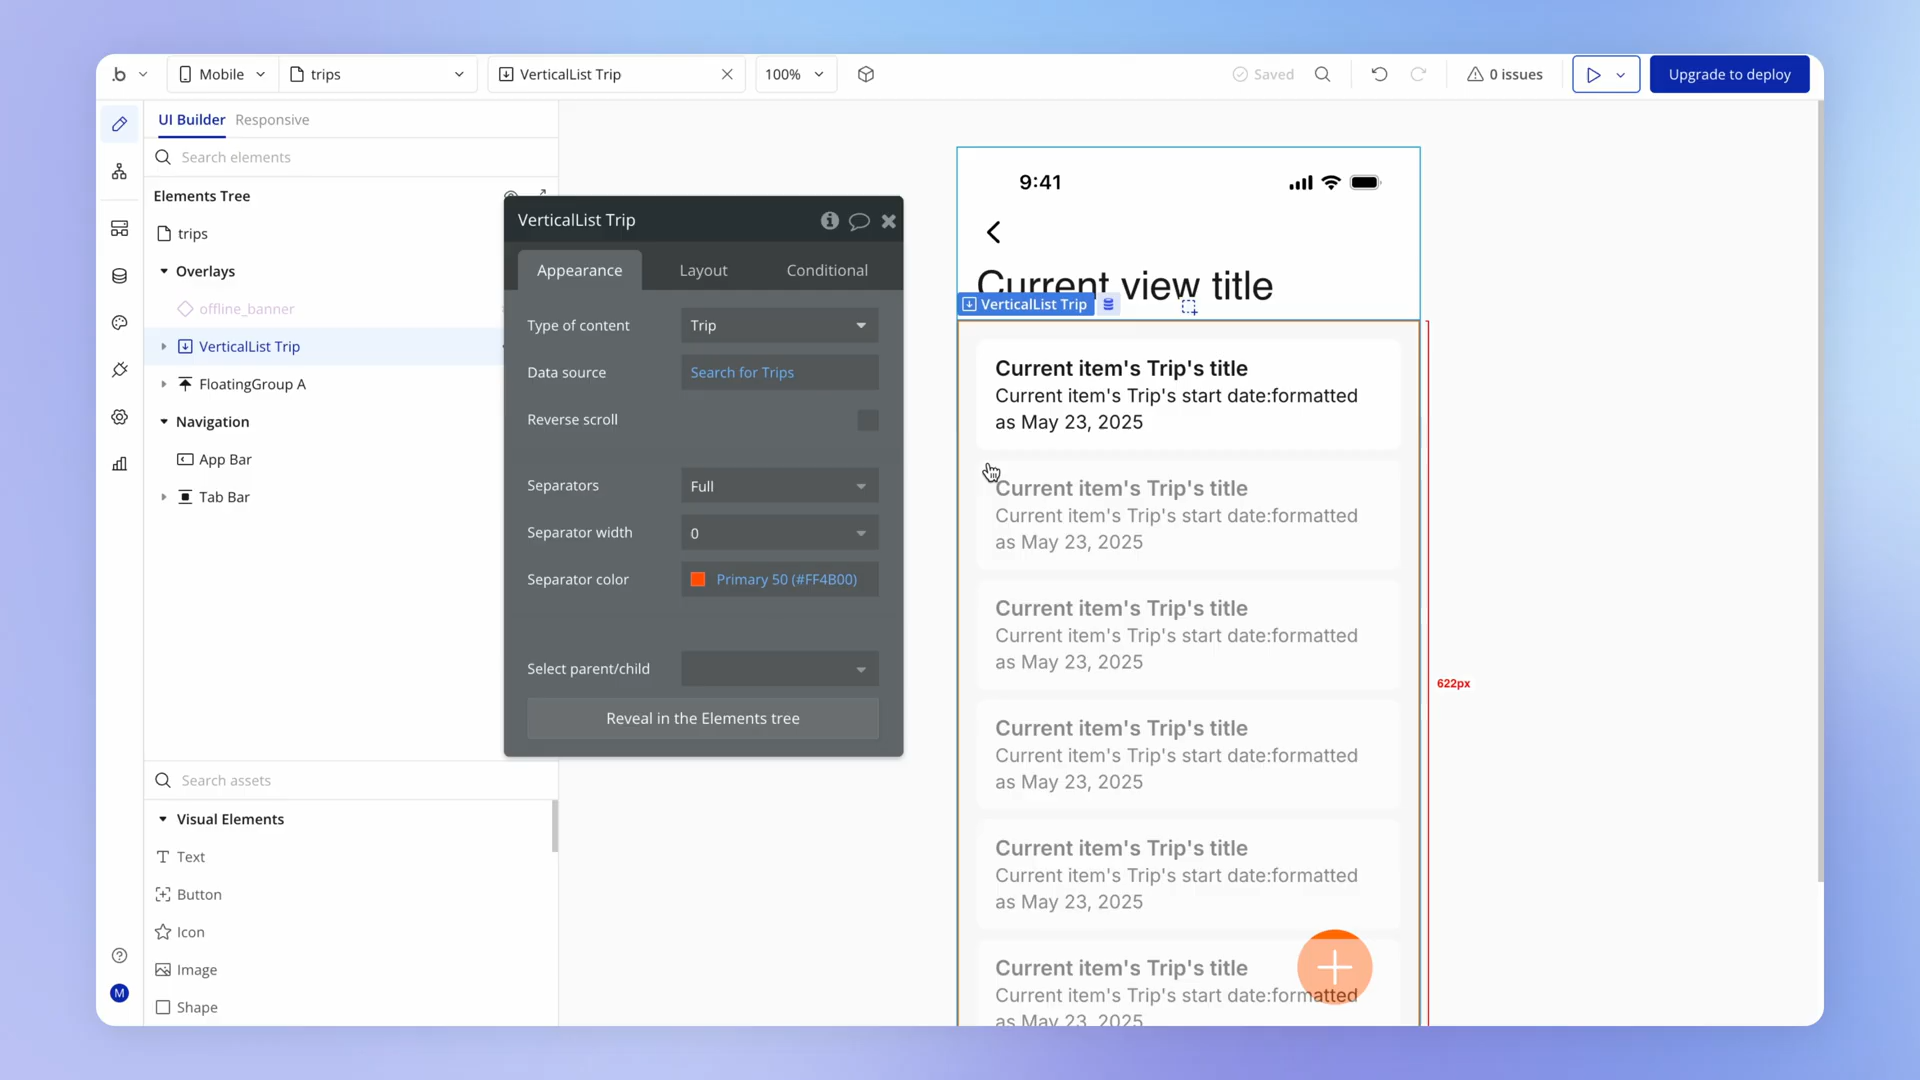 .b
Mobile
trips
VerticalList Trip
100%
Saved
0 issues
Upgrade to deploy
UI Builder
Responsive
Search elements
Elements Tree
trips
Overlays
offline_banner
VerticalList Trip
FloatingGroup A
Navigation
App Bar
Tab Bar
Search assets
Visual Elements
Text
Button
Icon
Image
Shape
M
VerticalList Trip
Appearance
Layout
Conditional
Type of content
Trip
Data source
Search for Trips
Reverse scroll
Separators
Full
Separator width
0
Separator color
Primary 50 (#FF4B00)
Select parent/child
Reveal in the Elements tree
9:41
Current view title
VerticalList Trip
Current item's Trip's title
Current item's Trip's start date:formatted
as May 23, 2025
Current item's Trip's title
Current item's Trip's start date:formatted
as May 23, 2025
Current item's Trip's title
Current item's Trip's start date:formatted
as May 23, 2025
Current item's Trip's title
Current item's Trip's start date:formatted
as May 23, 2025
Current item's Trip's title
Current item's Trip's start date:formatted
as May 23, 2025
Current item's Trip's title
Current item's Trip's start date:formatted
as May 23, 2025
622px